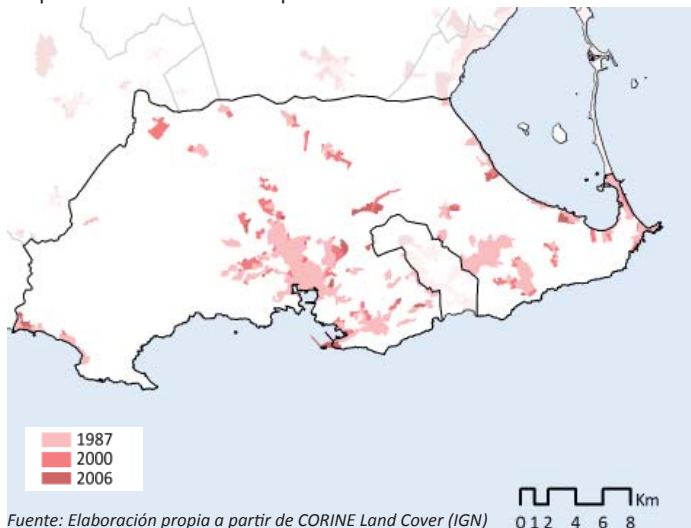 1987
2000
2006
Fuente: Elaboración propia a partir de CORINE Land Cover (IGN)
Km
0 1 2 4 6 8